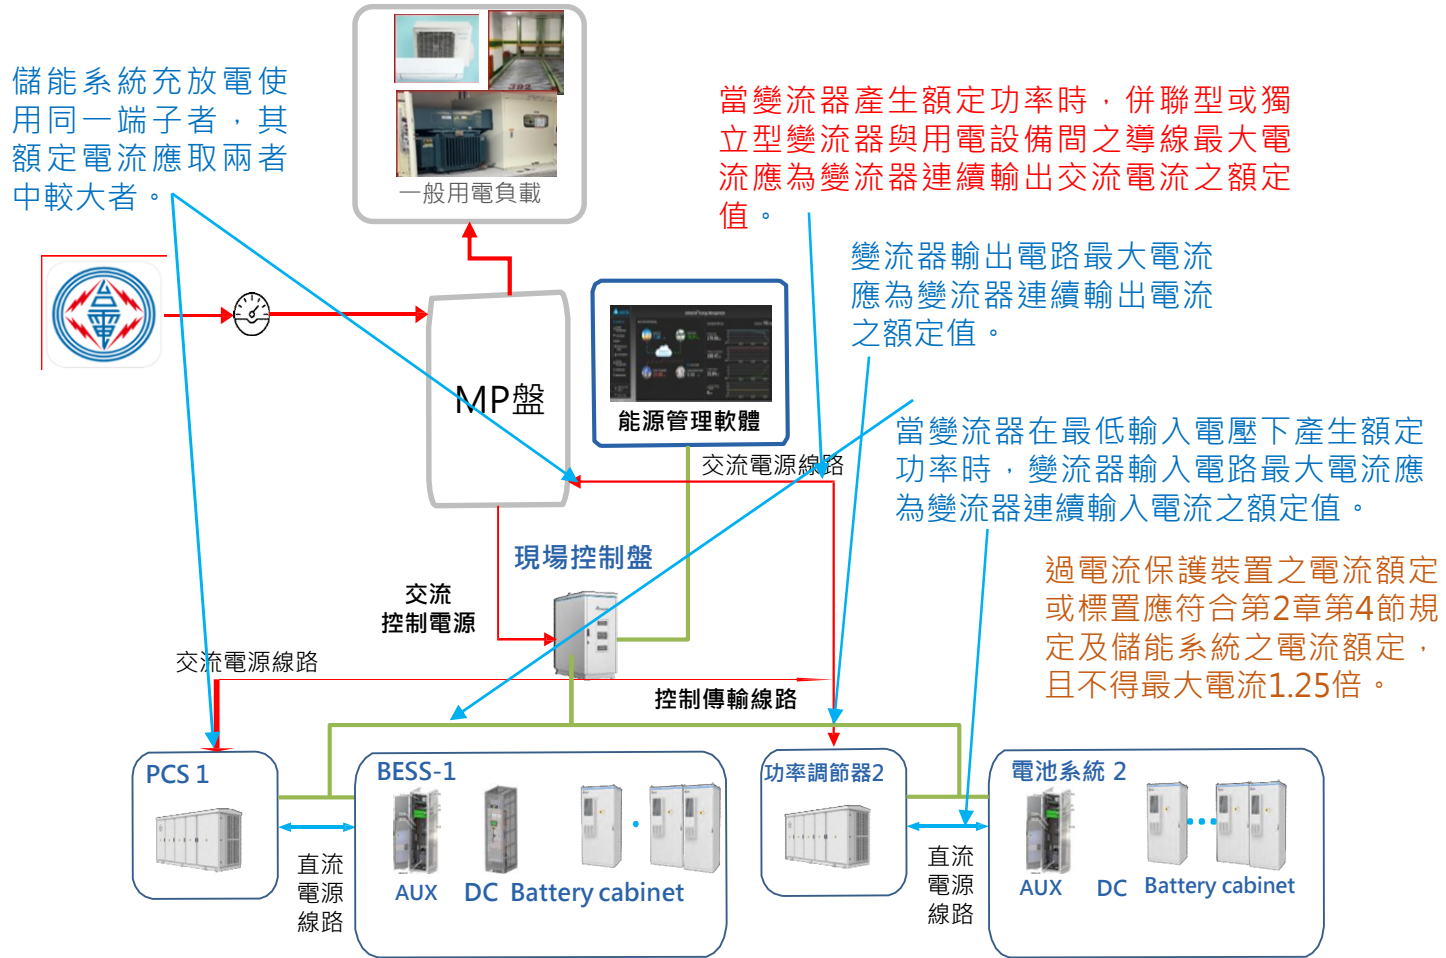 儲能系統充放電使
用同一端子者，其
額定電流應取兩者
中較大者。
一般用電負載
當變流器產生額定功率時，併聯型或獨
立型變流器與用電設備間之導線最大電
流應為變流器連續輸出交流電流之額定
值。
變流器輸出電路最大電流
應為變流器連續輸出電流
之額定值。
MP盤
能源管理軟體
交流電源線路
當變流器在最低輸入電壓下產生額定
功率時，變流器輸入電路最大電流應
為變流器連續輸入電流之額定值。
現場控制盤
交流
控制電源
過電流保護裝置之電流額定
或標置應符合第2章第4節規
定及儲能系統之電流額定，
且不得最大電流1.25倍。
交流電源線路
控制傳輸線路
PCS 1
BESS-1
功率調節器2
電池系統 2
直流
電源
線路
AUX
DC
Battery cabinet
直流
電源
線路
AUX
DC
Battery cabinet